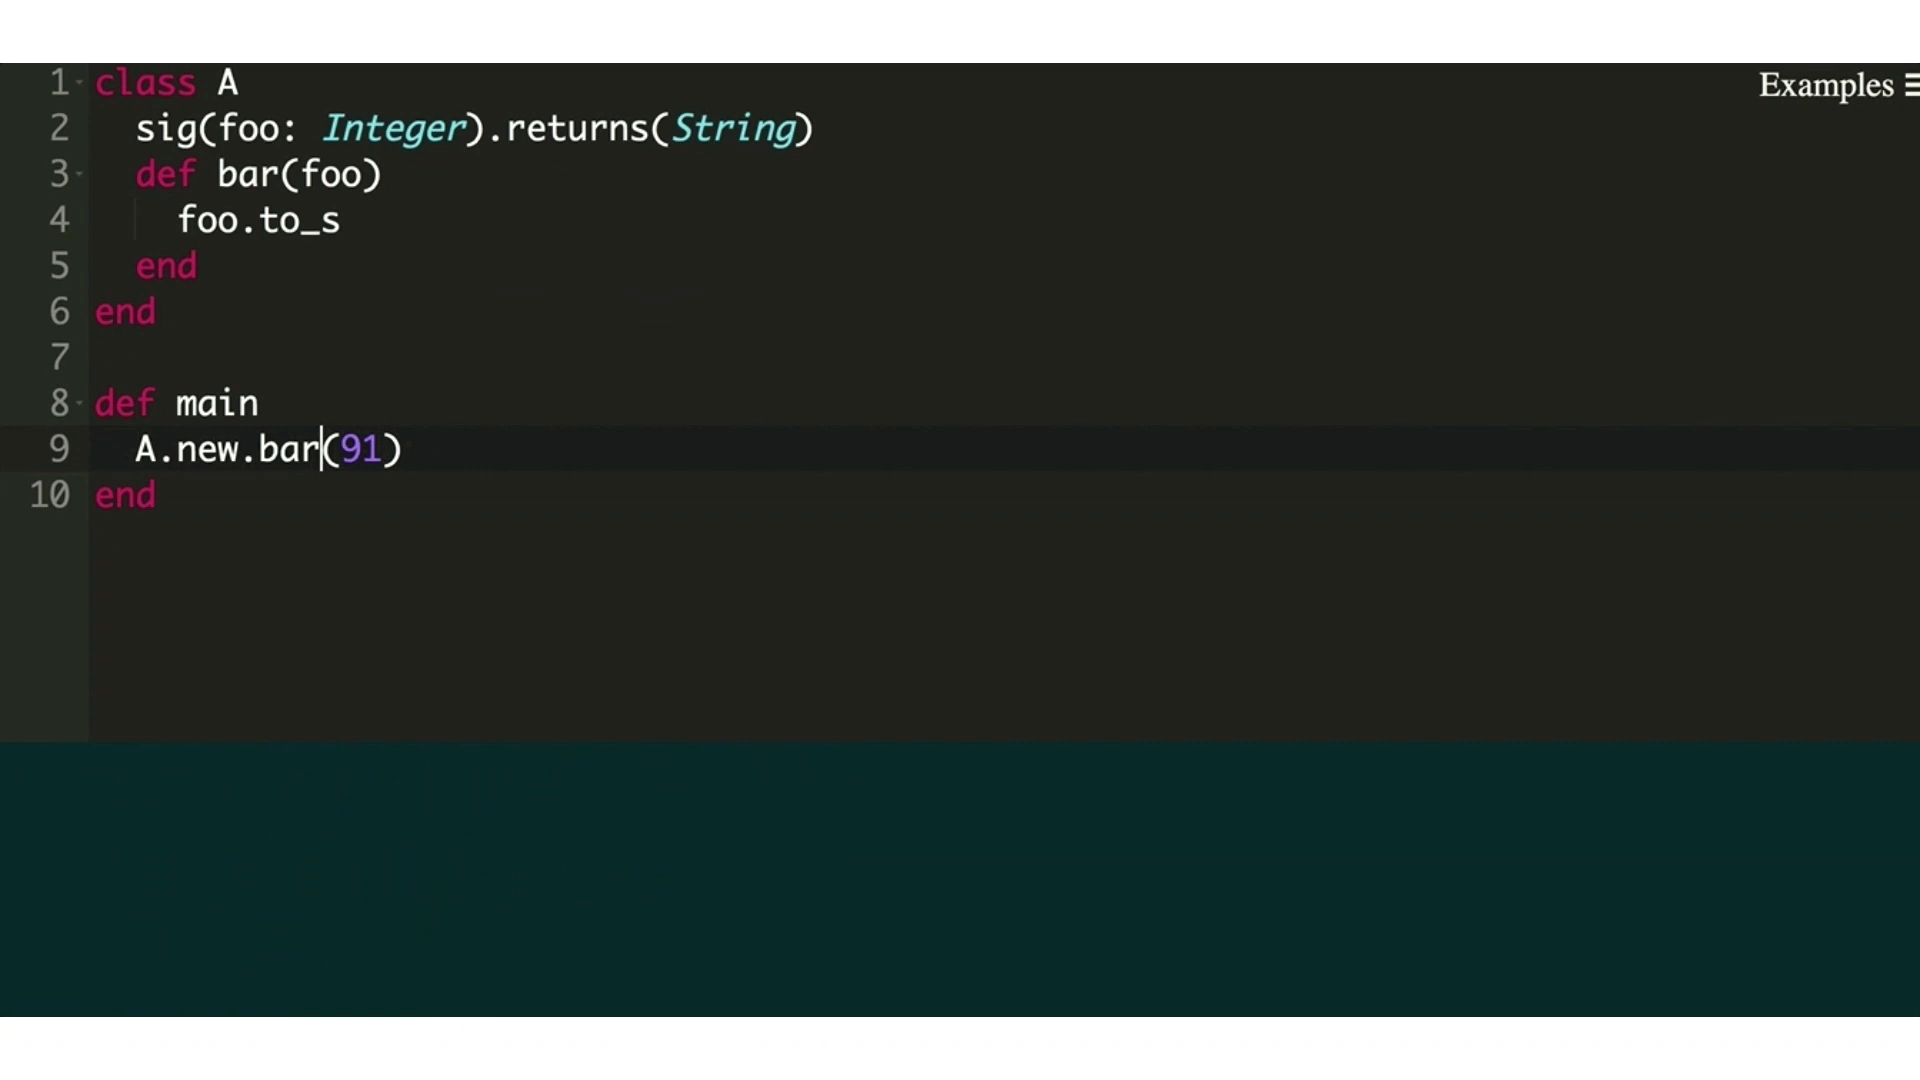 1 class A
Examples
2   sig(foo: Integer).returns(String)
3   def bar(foo)
4     foo.to_s
5   end
6 end
7
8 def main
9   A.new.bar(91)
10 end